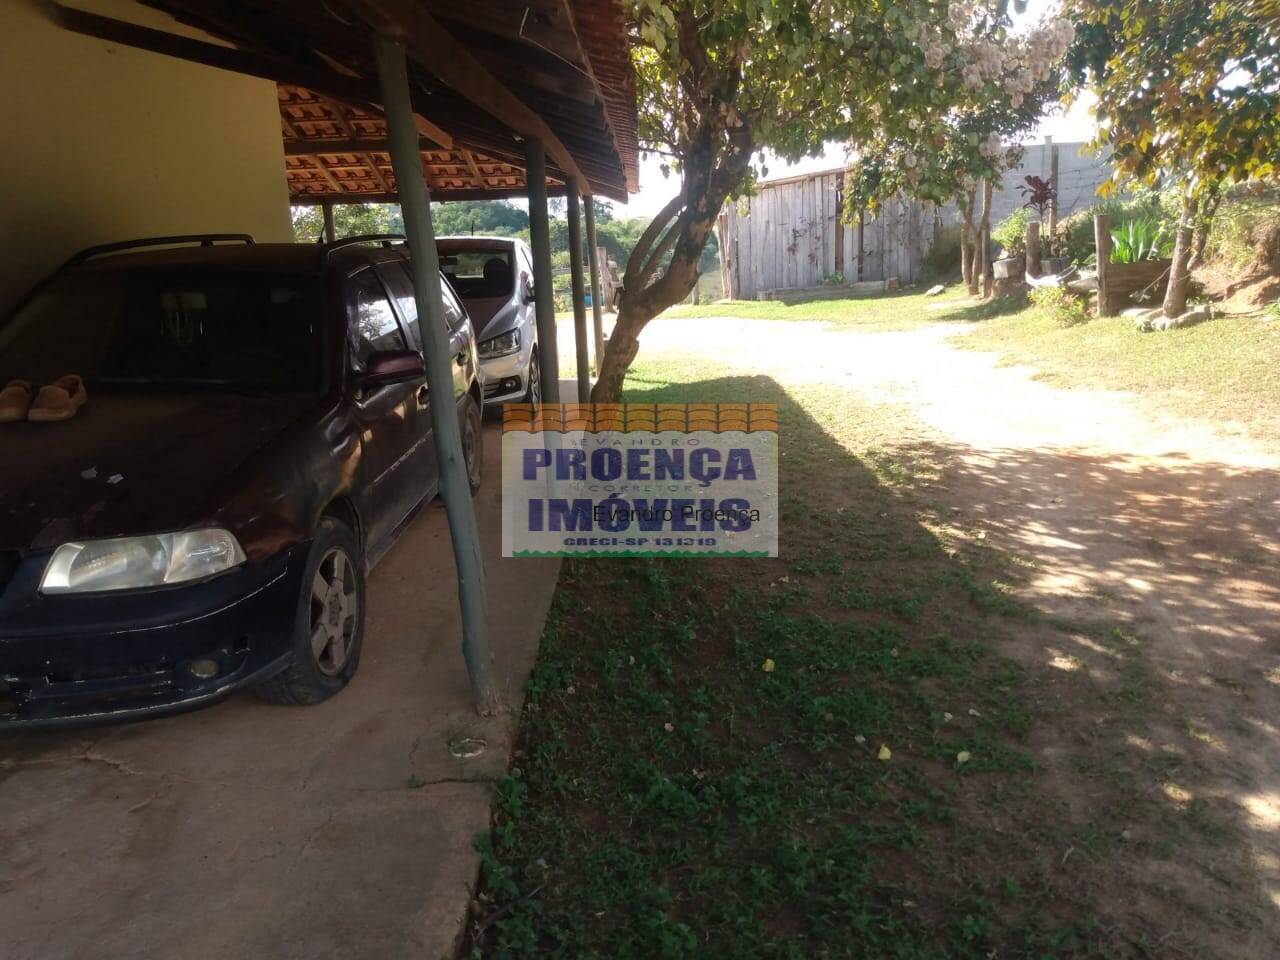 EVANDRO
PROENÇA
CORRETOR
IMÓVEIS
Evandro Proença
CRECI-SP 131319